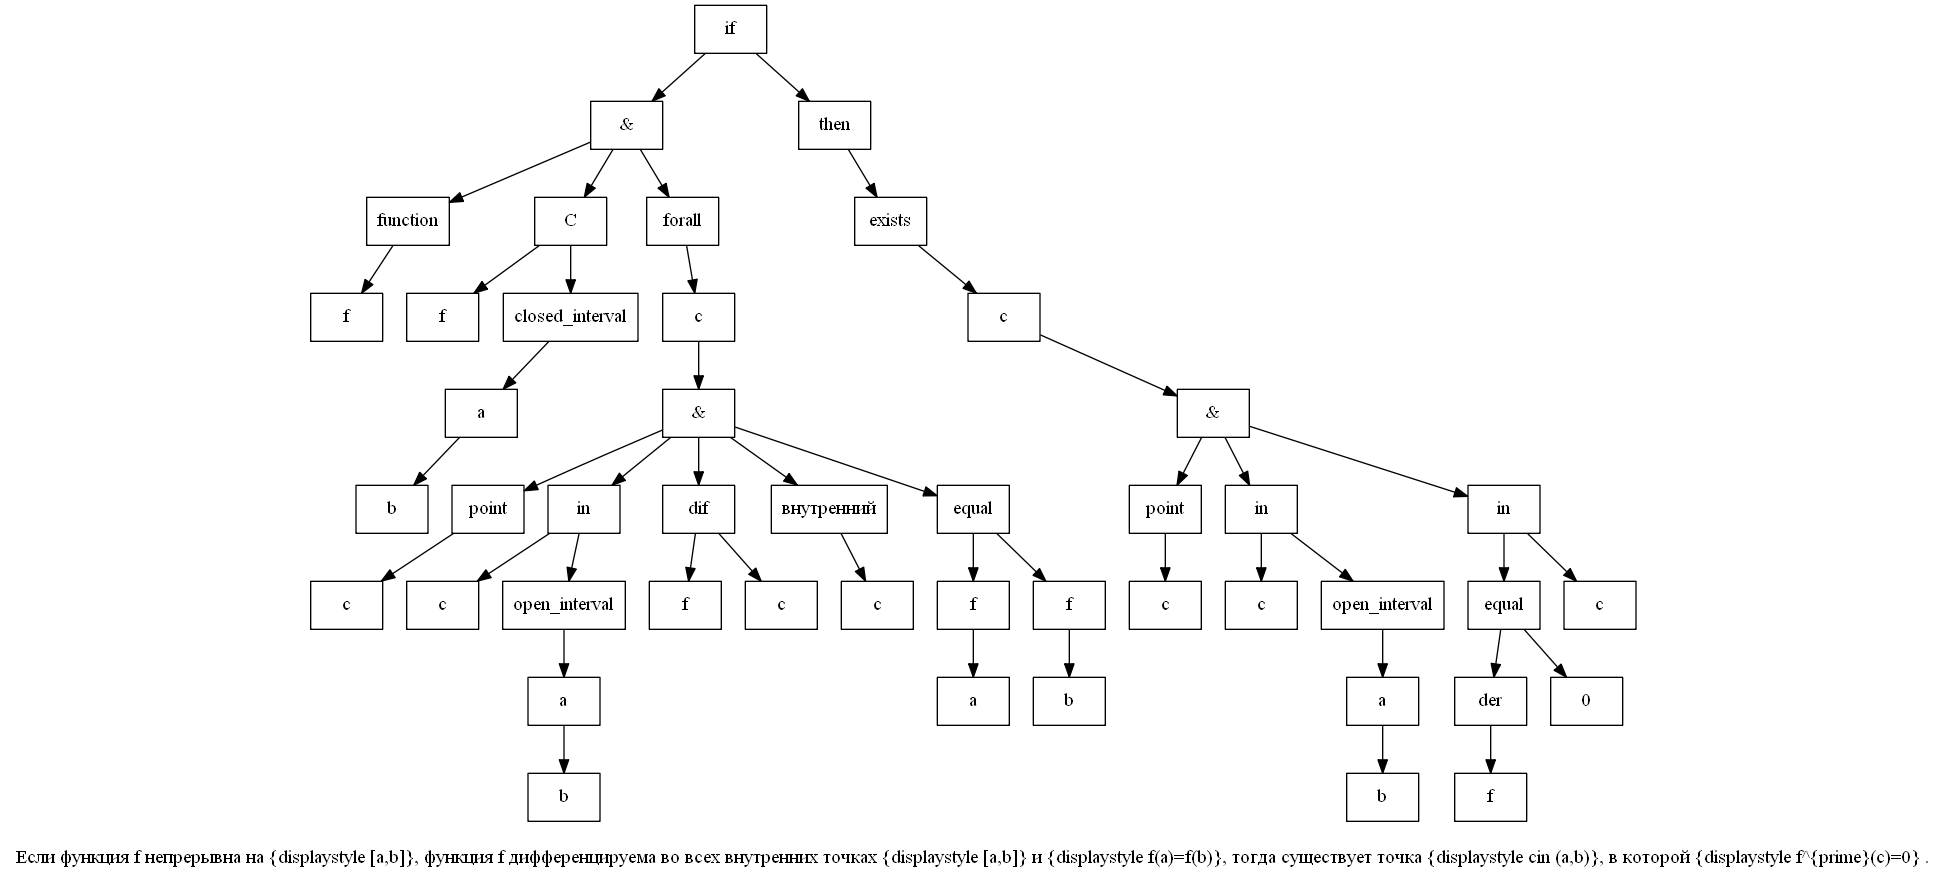 if
& then
function C forall exists
f f closed_interval c c
a & &
b point in dif внутренний equal point in in
c c open_interval f c c f f c c open_interval equal c
a a b a der 0
b b f
Если функция f непрерывна на {displaystyle [a,b]}, функция f дифференцируема во всех внутренних точках {displaystyle [a,b]} и {displaystyle f(a)=f(b)}, тогда существует точка {displaystyle cin (a,b)}, в которой {displaystyle f^{prime}(c)=0} .